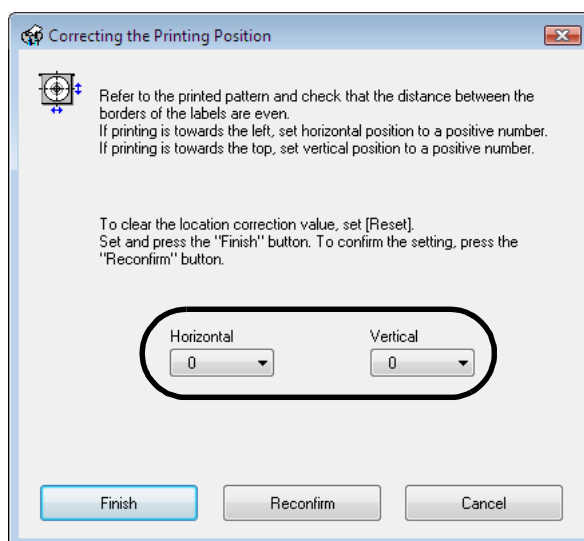 Correcting the Printing Position
Refer to the printed pattern and check that the distance between the
borders of the labels are even.
If printing is towards the left, set horizontal position to a positive number.
If printing is towards the top, set vertical position to a positive number.
To clear the location correction value, set [Reset].
Set and press the "Finish" button. To confirm the setting, press the
"Reconfirm" button.
Horizontal Vertical
0 0
Finish Reconfirm Cancel